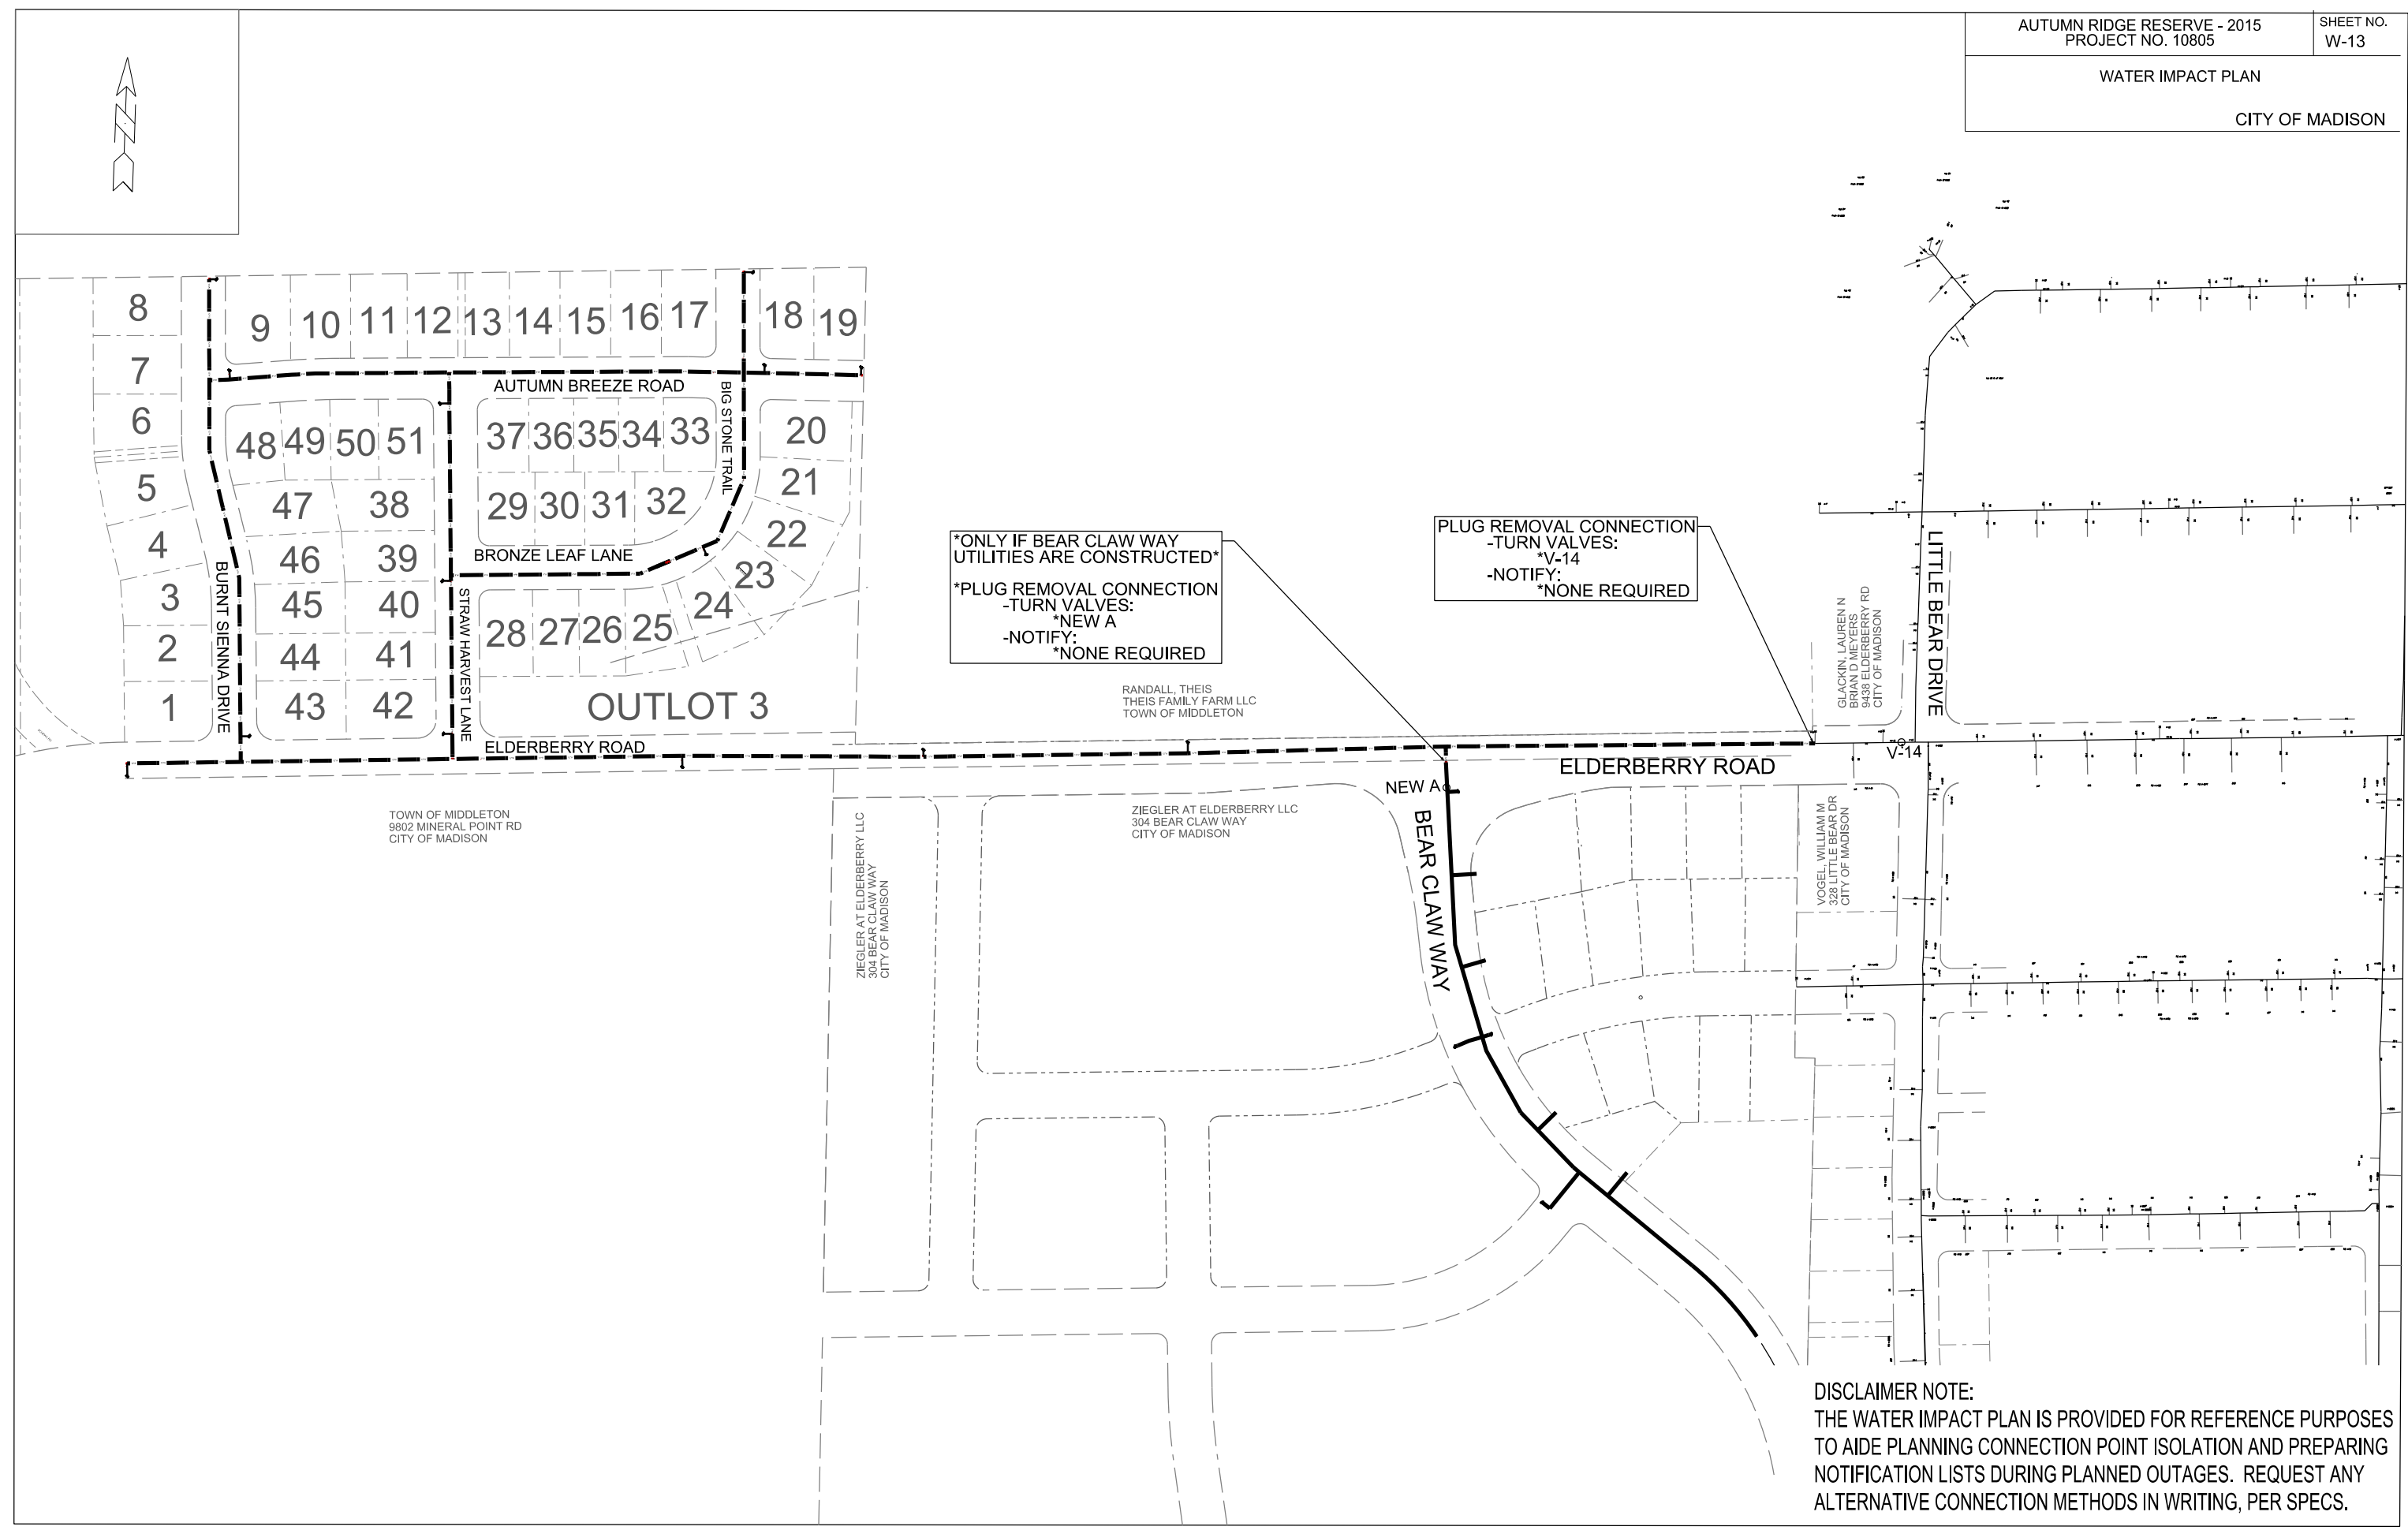 AUTUMN RIDGE RESERVE - 2015
PROJECT NO. 10805
SHEET NO.
W-13
WATER IMPACT PLAN
CITY OF MADISON
N
8
9
10
11
12
13
14
15
16
17
18
19
7
6
5
4
3
2
1
AUTUMN BREEZE ROAD
BIG STONE TRAIL
48
49
50
51
37
36
35
34
33
20
47
38
29
30
31
32
21
46
39
22
BRONZE LEAF LANE
23
45
40
24
28
27
26
25
44
41
43
42
BURNT SIENNA DRIVE
STRAW HARVEST LANE
OUTLOT 3
ELDERBERRY ROAD
*ONLY IF BEAR CLAW WAY
UTILITIES ARE CONSTRUCTED*
*PLUG REMOVAL CONNECTION
-TURN VALVES:
*NEW A
-NOTIFY:
*NONE REQUIRED
PLUG REMOVAL CONNECTION
-TURN VALVES:
*V-14
-NOTIFY:
*NONE REQUIRED
RANDALL, THEIS
THEIS FAMILY FARM LLC
TOWN OF MIDDLETON
GLACKIN, LAUREN N
BRIAN D MEYERS
9438 ELDERBERRY RD
CITY OF MADISON
LITTLE BEAR DRIVE
V-14
ELDERBERRY ROAD
NEW A
BEAR CLAW WAY
TOWN OF MIDDLETON
9802 MINERAL POINT RD
CITY OF MADISON
ZIEGLER AT ELDERBERRY LLC
304 BEAR CLAW WAY
CITY OF MADISON
ZIEGLER AT ELDERBERRY LLC
304 BEAR CLAW WAY
CITY OF MADISON
VOGEL, WILLIAM M
328 LITTLE BEAR DR
CITY OF MADISON
DISCLAIMER NOTE:
THE WATER IMPACT PLAN IS PROVIDED FOR REFERENCE PURPOSES
TO AIDE PLANNING CONNECTION POINT ISOLATION AND PREPARING
NOTIFICATION LISTS DURING PLANNED OUTAGES. REQUEST ANY
ALTERNATIVE CONNECTION METHODS IN WRITING, PER SPECS.